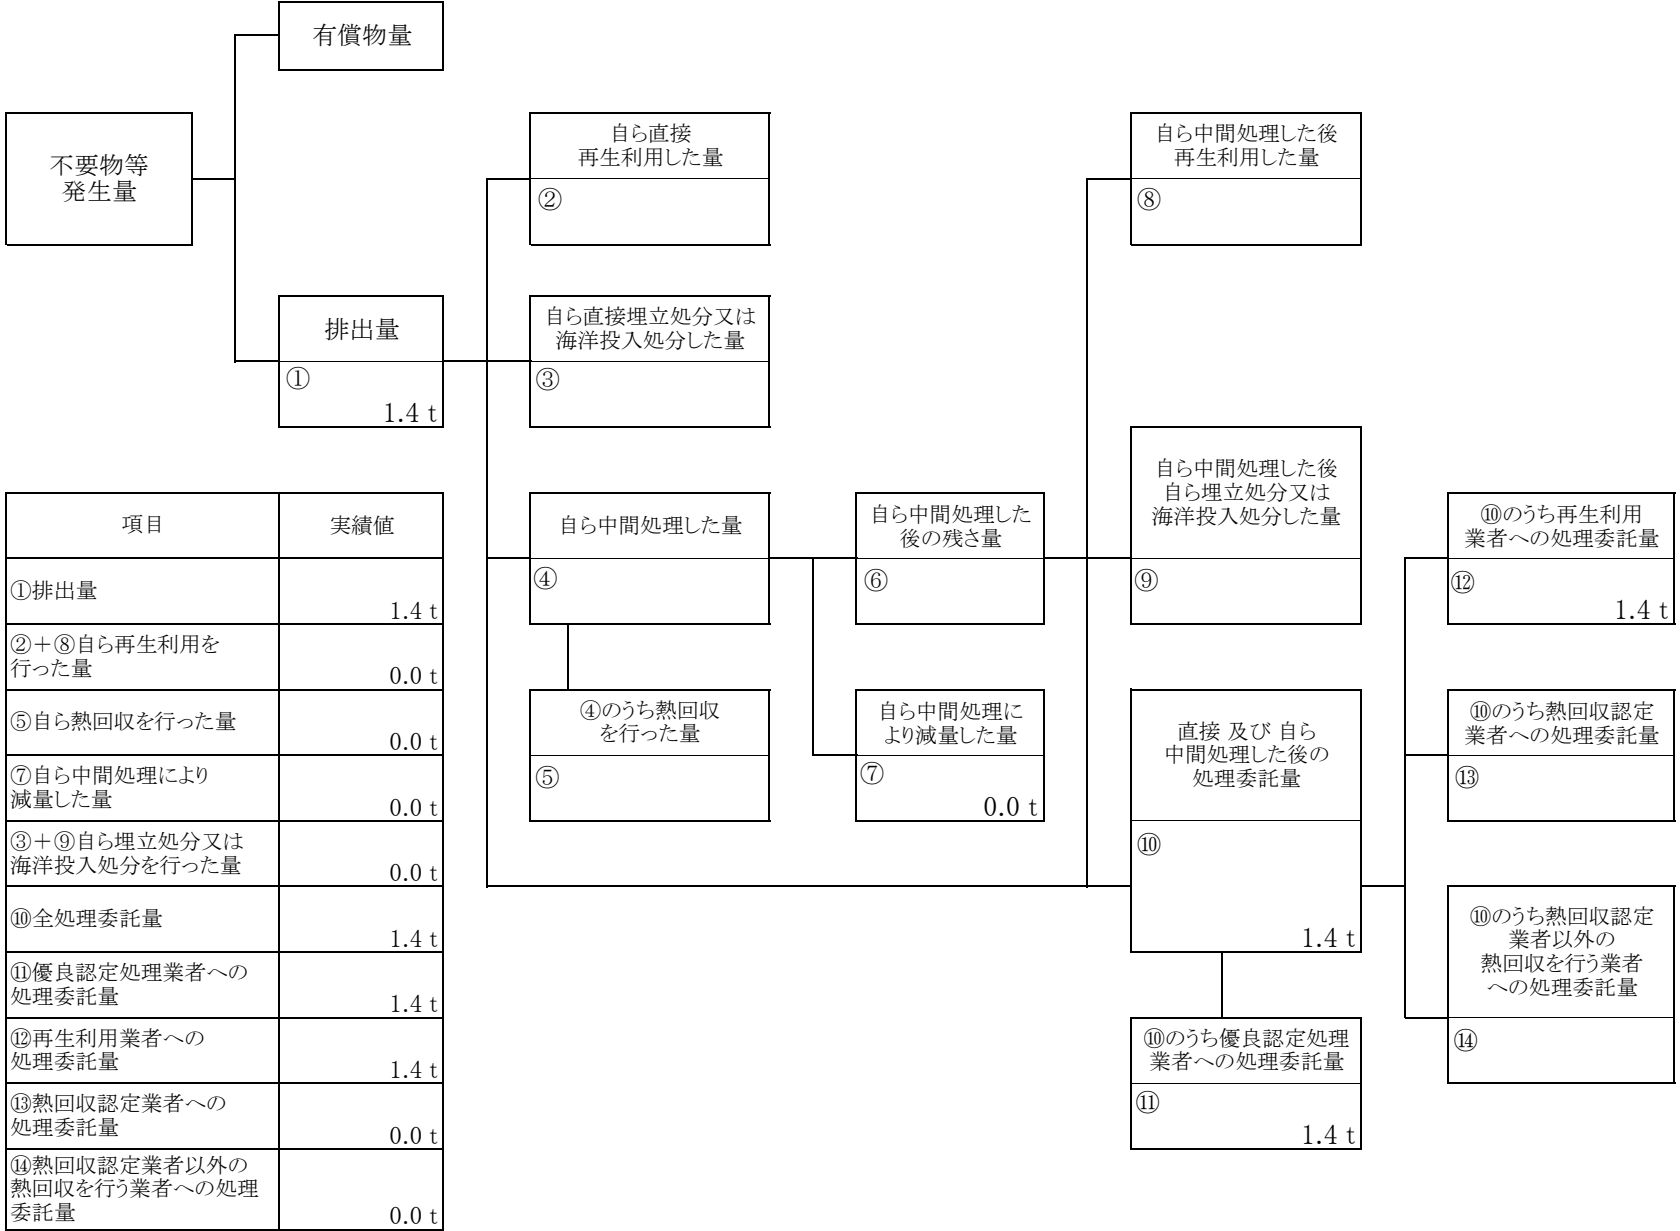 有償物量
不要物等
発生量
自ら直接
再生利用した量
②
自ら中間処理した後
再生利用した量
⑧
排出量
①
1.4 t
自ら直接埋立処分又は
海洋投入処分した量
③
自ら中間処理した量
④
自ら中間処理した
後の残さ量
⑥
自ら中間処理した後
自ら埋立処分又は
海洋投入処分した量
⑨
⑩のうち再生利用
業者への処理委託量
⑫
1.4 t
④のうち熱回収
を行った量
⑤
自ら中間処理に
より減量した量
⑦
0.0 t
直接 及び 自ら
中間処理した後の
処理委託量
⑩
1.4 t
⑩のうち熱回収認定
業者への処理委託量
⑬
⑩のうち熱回収認定
業者以外の
熱回収を行う業者
への処理委託量
⑭
⑩のうち優良認定処理
業者への処理委託量
⑪
1.4 t
項目 実績値
①排出量
1.4 t
②+⑧自ら再生利用を
行った量
0.0 t
⑤自ら熱回収を行った量
0.0 t
⑦自ら中間処理により
減量した量
0.0 t
③+⑨自ら埋立処分又は
海洋投入処分を行った量
0.0 t
⑩全処理委託量
1.4 t
⑪優良認定処理業者への
処理委託量
1.4 t
⑫再生利用業者への
処理委託量
1.4 t
⑬熱回収認定業者への
処理委託量
0.0 t
⑭熱回収認定業者以外の
熱回収を行う業者への処理
委託量
0.0 t